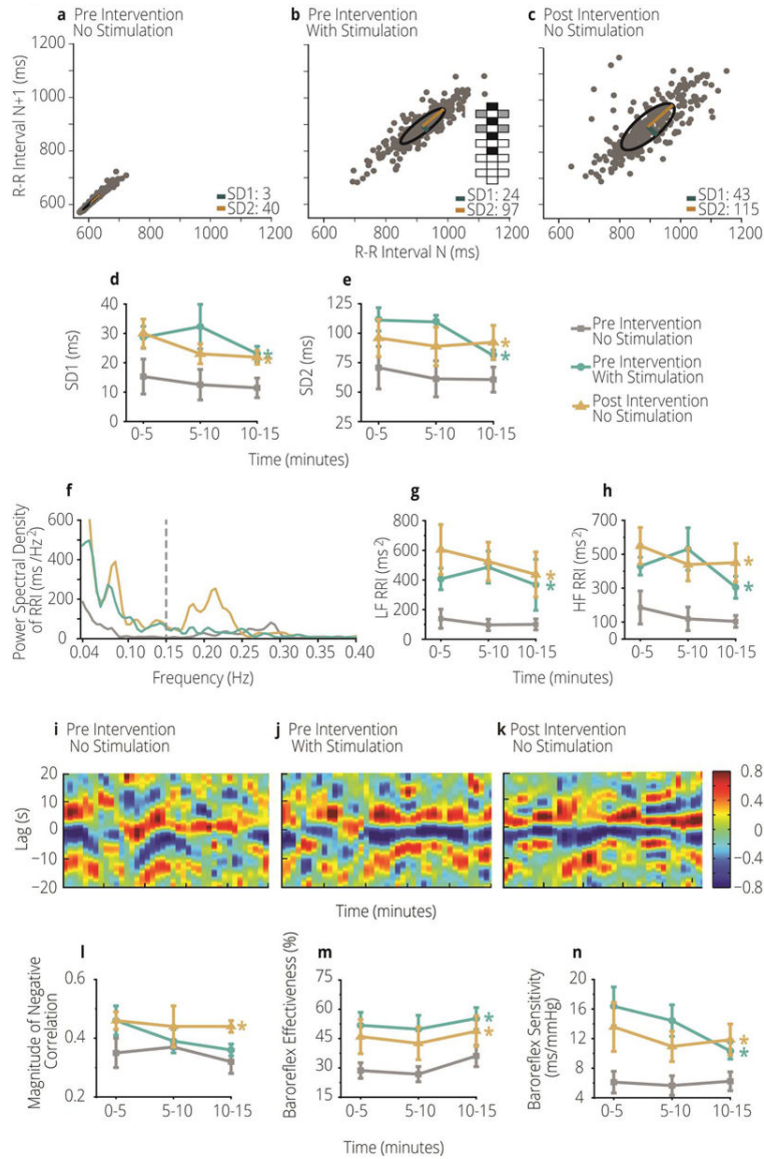 a Pre Intervention
No Stimulation
b Pre Intervention
With Stimulation
c Post Intervention
No Stimulation
R-R Interval N+1 (ms)
1200
1000
800
600
SD1: 3
SD2: 40
SD1: 24
SD2: 97
SD1: 43
SD2: 115
600 800 1000 1200
600 800 1000 1200
600 800 1000 1200
R-R Interval N (ms)
d
SD1 (ms)
40
30
20
10
0
0-5 5-10 10-15
*
*
e
SD2 (ms)
125
100
75
50
25
0-5 5-10 10-15
*
*
Time (minutes)
Pre Intervention
No Stimulation
Pre Intervention
With Stimulation
Post Intervention
No Stimulation
f
Power Spectral Density
of RRI (ms /Hz²)
600
400
200
0
0.04 0.10 0.15 0.20 0.25 0.30 0.35 0.40
Frequency (Hz)
g
LF RRI (ms²)
800
600
400
200
0
0-5 5-10 10-15
*
*
h
HF RRI (ms²)
700
500
300
100
0
0-5 5-10 10-15
*
*
Time (minutes)
i Pre Intervention
No Stimulation
j Pre Intervention
With Stimulation
k Post Intervention
No Stimulation
Lag (s)
20
10
0
−10
−20
0.8
0.4
0
−0.4
−0.8
Time (minutes)
l
Magnitude of Negative
Correlation
0.6
0.4
0.2
0-5 5-10 10-15
*
m
Baroreflex Effectiveness (%)
75
60
45
30
15
0-5 5-10 10-15
*
*
n
Baroreflex Sensitivity
(ms/mmHg)
20
16
12
8
4
0
0-5 5-10 10-15
*
*
Time (minutes)